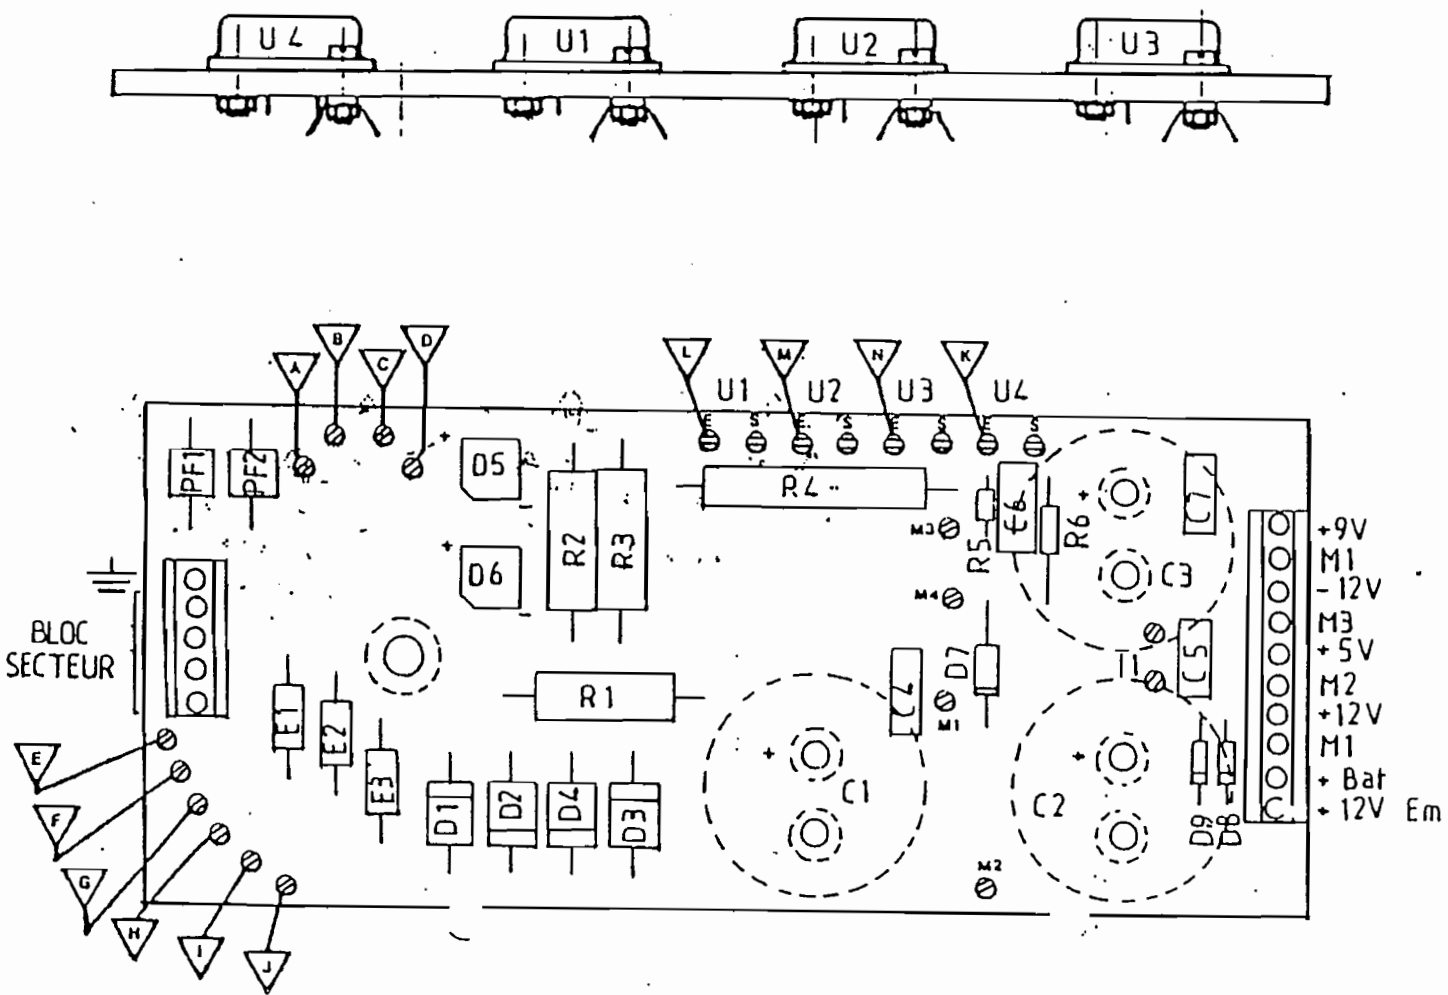 U4 U1 U2 U3
A B C D L M N K
U1 U2 U3 U4
E S E S E S E S
PF1 PF2 + D5 R2 R3 R4 R5 R6 + C7
M3
+ D6 M4 C3
BLOC
SECTEUR
+9V
M1
-12V
M3
+5V
M2
+12V
M1
+ Bat
+ 12V Em
D7 C5
R1 C4 M1
E1 E2 E3
D1 D2 D4 D3
+ C1
+ C2
D9 D8
M2
E
F
G
H
I
J